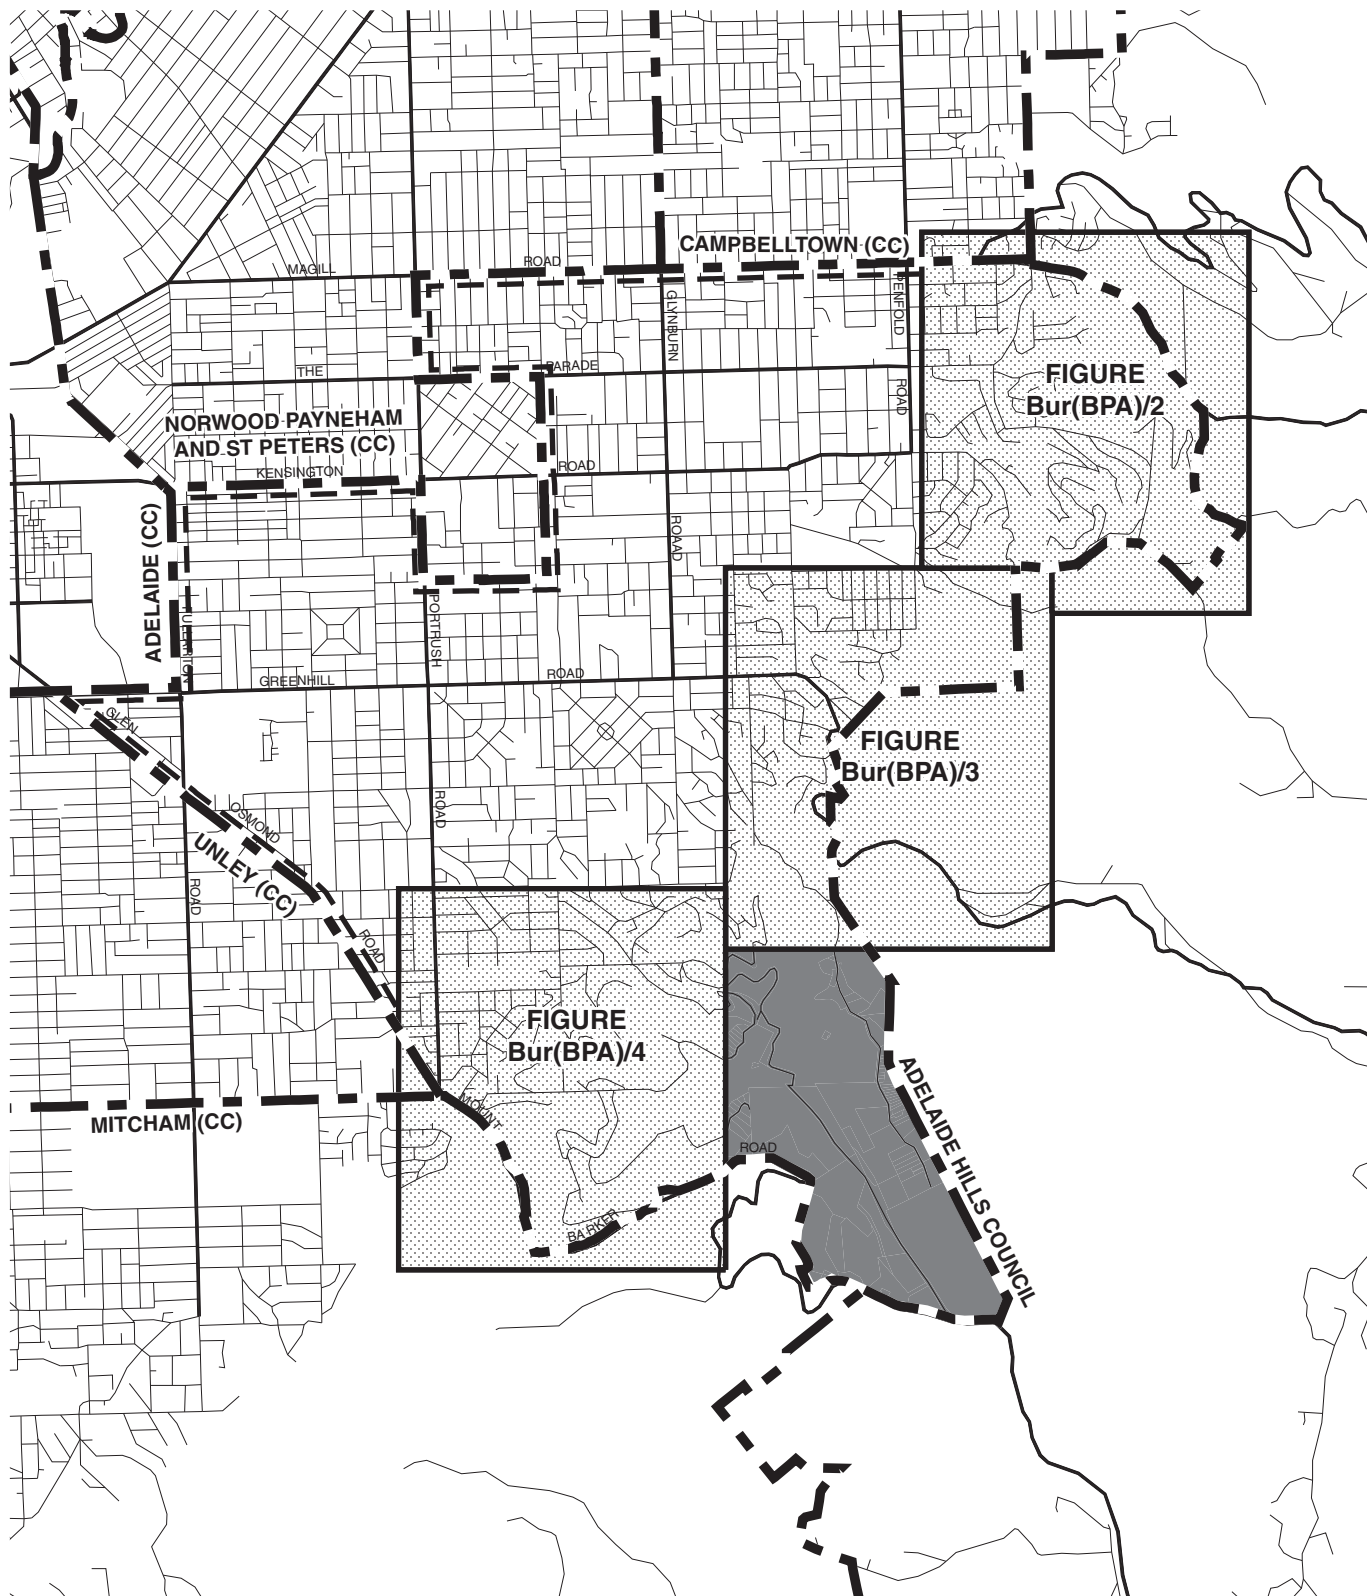 CAMPBELLTOWN (CC)
ROAD
MAGILL
PENFOLD
GLYNBURN
THE
PARADE
FIGURE
Bur(BPA)/2
ROAD
NORWOOD PAYNEHAM
AND ST PETERS (CC)
KENSINGTON
ROAD
ADELAIDE (CC)
ROAAD
FULLARTON
PORTRUSH
GREENHILL
ROAD
GLEN
FIGURE
Bur(BPA)/3
OSMOND
ROAD
UNLEY (CC)
ROAD
ROAD
FIGURE
Bur(BPA)/4
MOUNT
MITCHAM (CC)
ROAD
BARKER
ADELAIDE HILLS COUNCIL